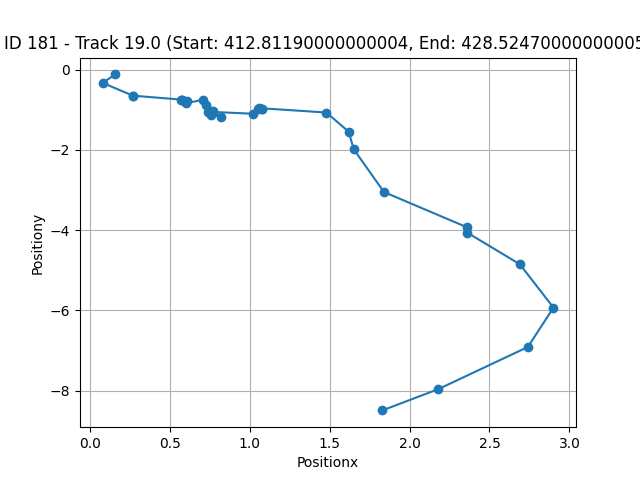 ID 181 - Track 19.0 (Start: 412.81190000000004, End: 428.52470000000005
0
−2
−4
−6
−8
Positiony
0.0 0.5 1.0 1.5 2.0 2.5 3.0
Positionx